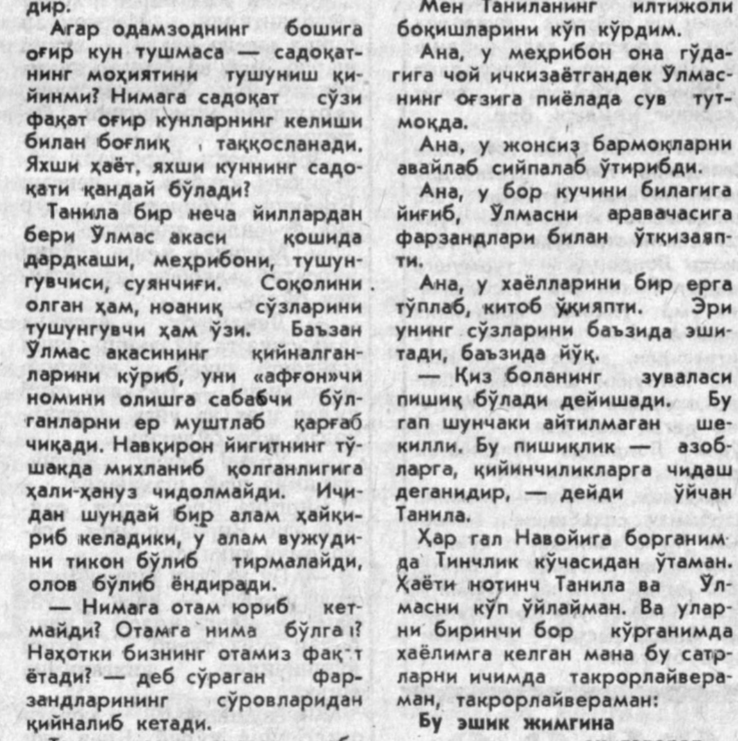 дир.
Агар одамзоднинг бошига
оғир кун тушмаса — садоқат-
нинг моҳиятини тушуниш қи-
йинми? Нимага садоқат сўзи
фақат оғир кунларнинг келиши
билан боғлиқ таққосланади.
Яхши ҳаёт, яхши куннинг садо-
қати қандай бўлади?
Танила бир неча йиллардан
бери Ўлмас акаси қошида
дардкаши, меҳрибони, тушун-
гувчиси, суянчиғи. Соқолини
олган ҳам, ноаниқ сўзларини
тушунгувчи ҳам ўзи. Баъзан
Ўлмас акасининг қийналган-
ларини кўриб, уни «афғон»чи
номини олишга сабабчи бўл-
ганларни ер муштлаб қарғаб
чиқади. Навқирон йигитнинг тў-
шакда михланиб қолганлигига
ҳали-ҳануз чидолмайди. Ичи-
дан шундай бир алам ҳайқи-
риб келадики, у алам вужуди-
ни тикон бўлиб тирмалайди,
олов бўлиб ёндиради.
— Нимага отам юриб кет-
майди? Отамга нима бўлган?
Наҳотки бизнинг отамиз фақат
ётади? — деб сўраган фар-
зандларининг сўровларидан
қийналиб кетади.
Мен Таниланинг илтижоли
боқишларини кўп кўрдим.
Ана, у меҳрибон она гўда-
гига чой ичкизаётгандек Ўлмас-
нинг оғзига пиёлада сув тут-
моқда.
Ана, у жонсиз бармоқларни
авайлаб сийпалаб ўтирибди.
Ана, у бор кучини билагига
йиғиб, Ўлмасни аравачасига
фарзандлари билан ўтқизаяп-
ти.
Ана, у хаёлларини бир ерга
тўплаб, китоб ўқияпти. Эри
унинг сўзларини баъзида эши-
тади, баъзида йўқ.
— Қиз боланинг зуваласи
пишиқ бўлади дейишади. Бу
гап шунчаки айтилмаган ше-
килли. Бу пишиқлик — азоб-
ларга, қийинчиликларга чидаш
деганидир, — дейди ўйчан
Танила.
Ҳар гал Навойига борганим-
да Тинчлик кўчасидан ўтаман.
Ҳаёти нотинч Танила ва Ўл-
масни кўп ўйлайман. Ва улар-
ни биринчи бор кўрганимда
хаёлимга келган мана бу сатр-
ларни ичимда такрорлайвера-
ман, такрорлайвераман:
Бу эшик жимгина